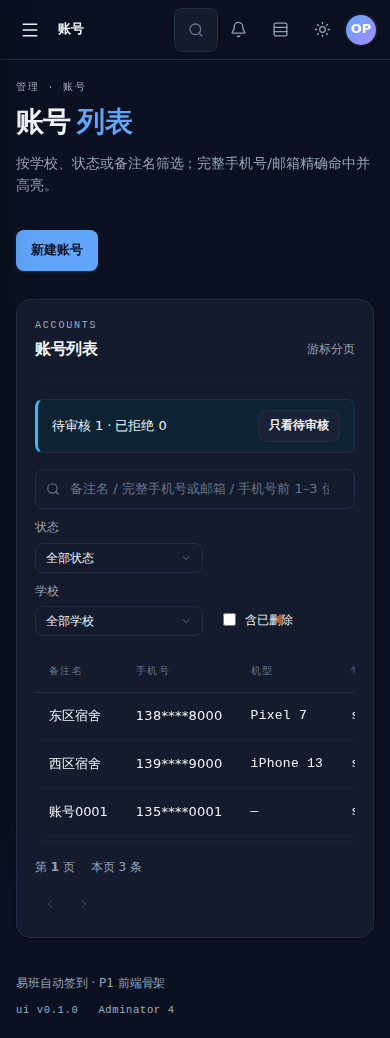 账号
OP
管理 · 账号
账号 列表
按学校、状态或备注名筛选；完整手机号/邮箱精确命中并
高亮。
新建账号
ACCOUNTS
账号列表
游标分页
待审核 1 · 已拒绝 0
只看待审核
备注名 / 完整手机号或邮箱 / 手机号前 1–3 位
状态
全部状态
学校
全部学校
含已删除
备注名 手机号 机型
东区宿舍 138****8000 Pixel 7 s
西区宿舍 139****9000 iPhone 13 s
账号0001 135****0001 — s
第 1 页 本页 3 条
易班自动签到 · P1 前端骨架
ui v0.1.0 Adminator 4